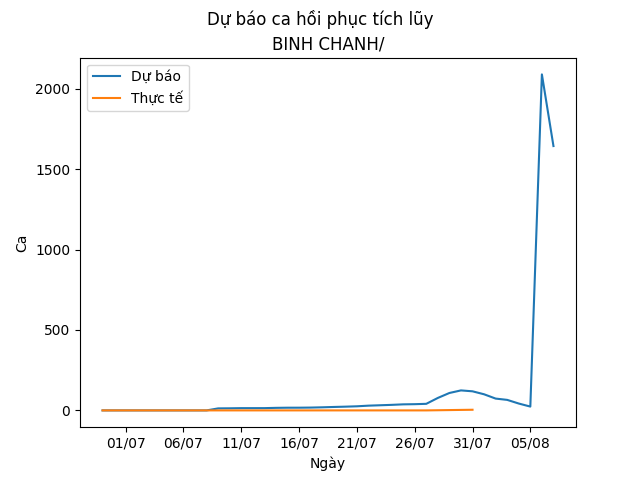 Dự báo ca hồi phục tích lũy
BINH CHANH/
Dự báo
Thực tế
2000
1500
1000
500
0
Ca
01/07 06/07 11/07 16/07 21/07 26/07 31/07 05/08
Ngày